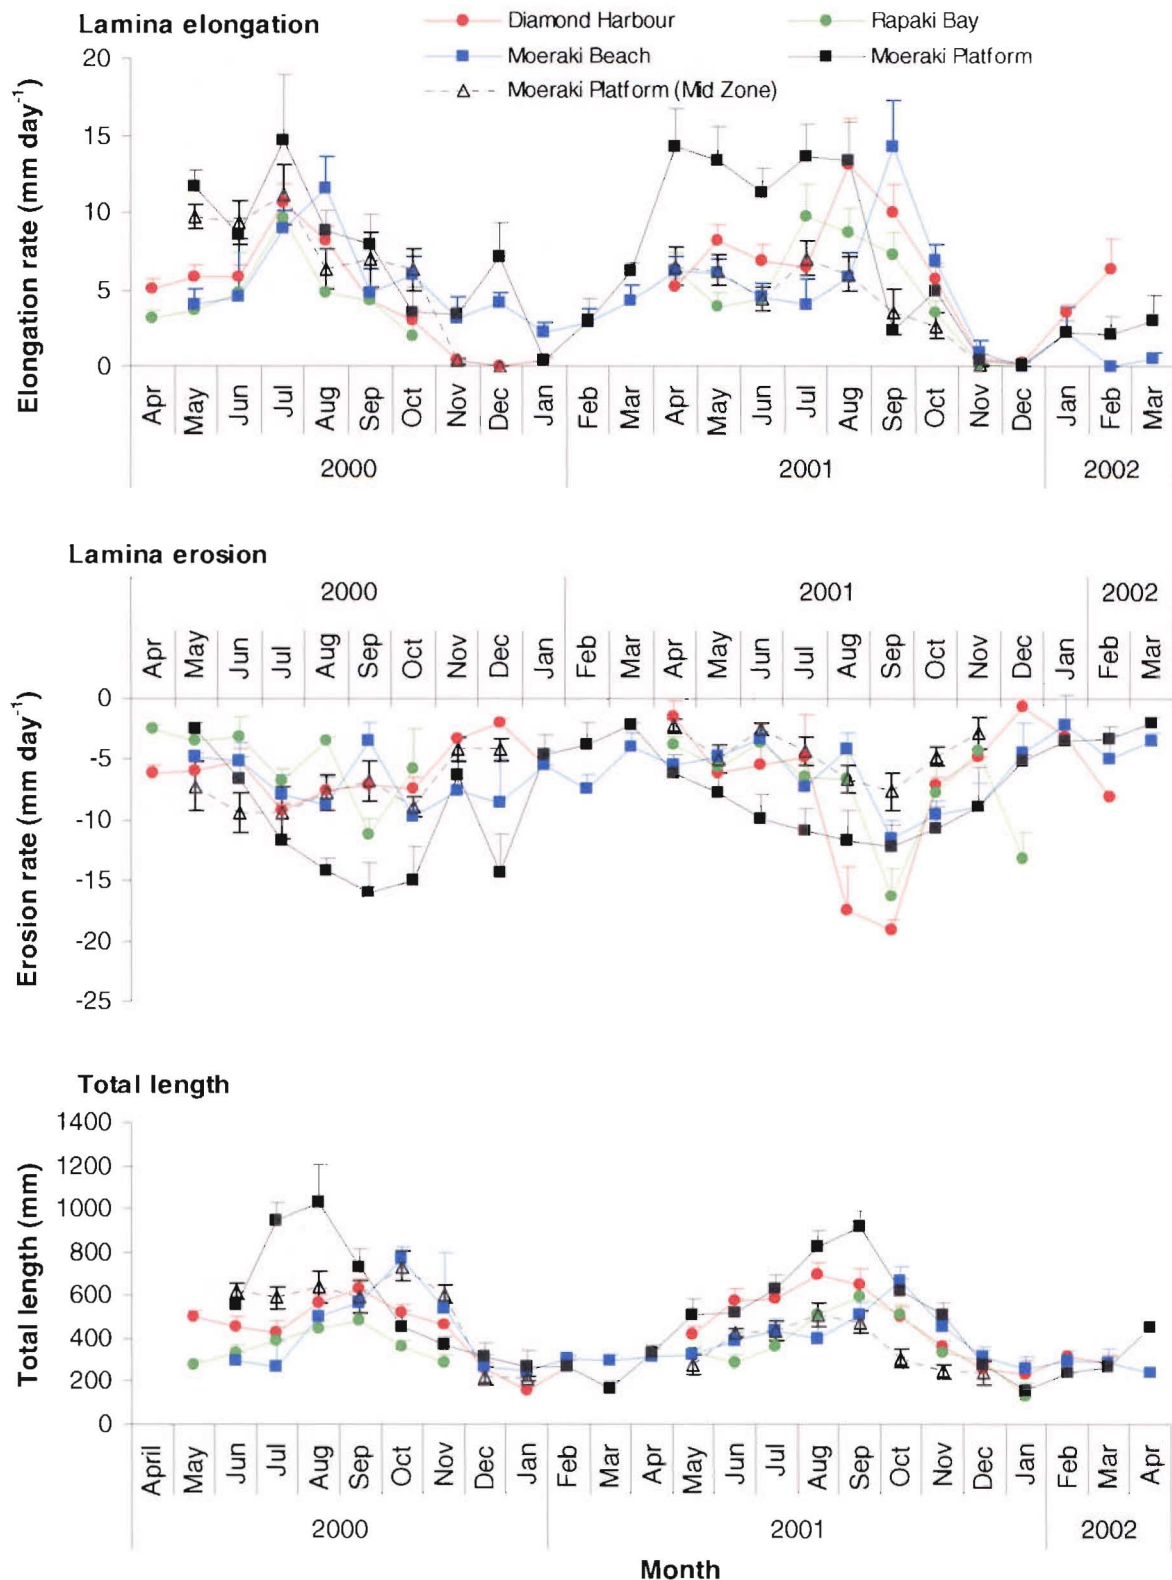 Lamina elongation
Diamond Harbour
Rapaki Bay
Moeraki Beach
Moeraki Platform
Moeraki Platform (Mid Zone)
Elongation rate (mm day-1)
20
15
10
5
0
Apr May Jun Jul Aug Sep Oct Nov Dec Jan Feb Mar Apr May Jun Jul Aug Sep Oct Nov Dec Jan Feb Mar
2000 2001 2002
Lamina erosion
2000 2001 2002
Apr May Jun Jul Aug Sep Oct Nov Dec Jan Feb Mar Apr May Jun Jul Aug Sep Oct Nov Dec Jan Feb Mar
Erosion rate (mm day-1)
0
-5
-10
-15
-20
-25
Total length
Total length (mm)
1400
1200
1000
800
600
400
200
0
April May Jun Jul Aug Sep Oct Nov Dec Jan Feb Mar Apr May Jun Jul Aug Sep Oct Nov Dec Jan Feb Mar Apr
2000 2001 2002
Month